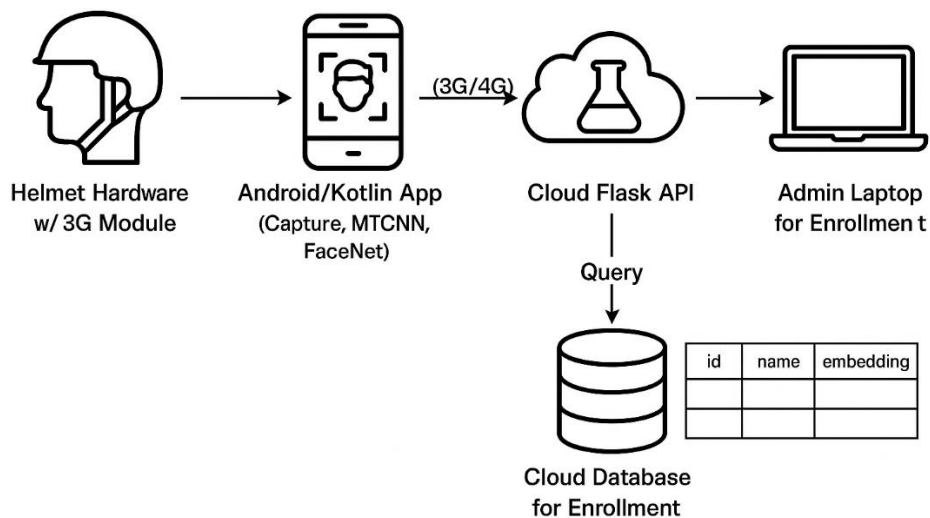 (3G/4G)
Helmet Hardware
w/ 3G Module
Android/Kotlin App
(Capture, MTCNN,
FaceNet)
Cloud Flask API
Admin Laptop
for Enrollmen t
Query
id name embedding
Cloud Database
for Enrollment